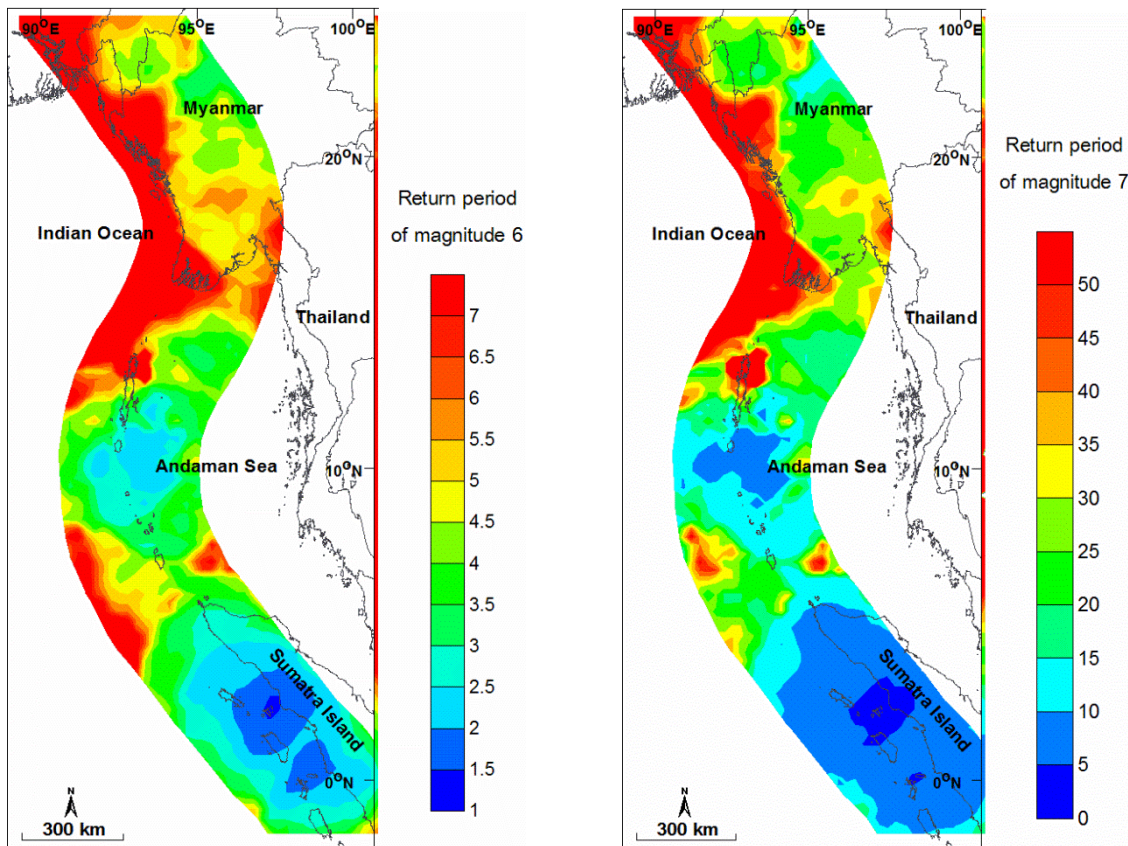 90°E
95°E
100°E
Myanmar
20°N
Indian Ocean
Thailand
Andaman Sea
10°N
Sumatra Island
0°N
N
300 km
Return period
of magnitude 6
7
6.5
6
5.5
5
4.5
4
3.5
3
2.5
2
1.5
1
90°E
95°E
100°E
Myanmar
20°N
Indian Ocean
Thailand
Andaman Sea
10°N
Sumatra Island
0°N
N
300 km
Return period
of magnitude 7
50
45
40
35
30
25
20
15
10
5
0